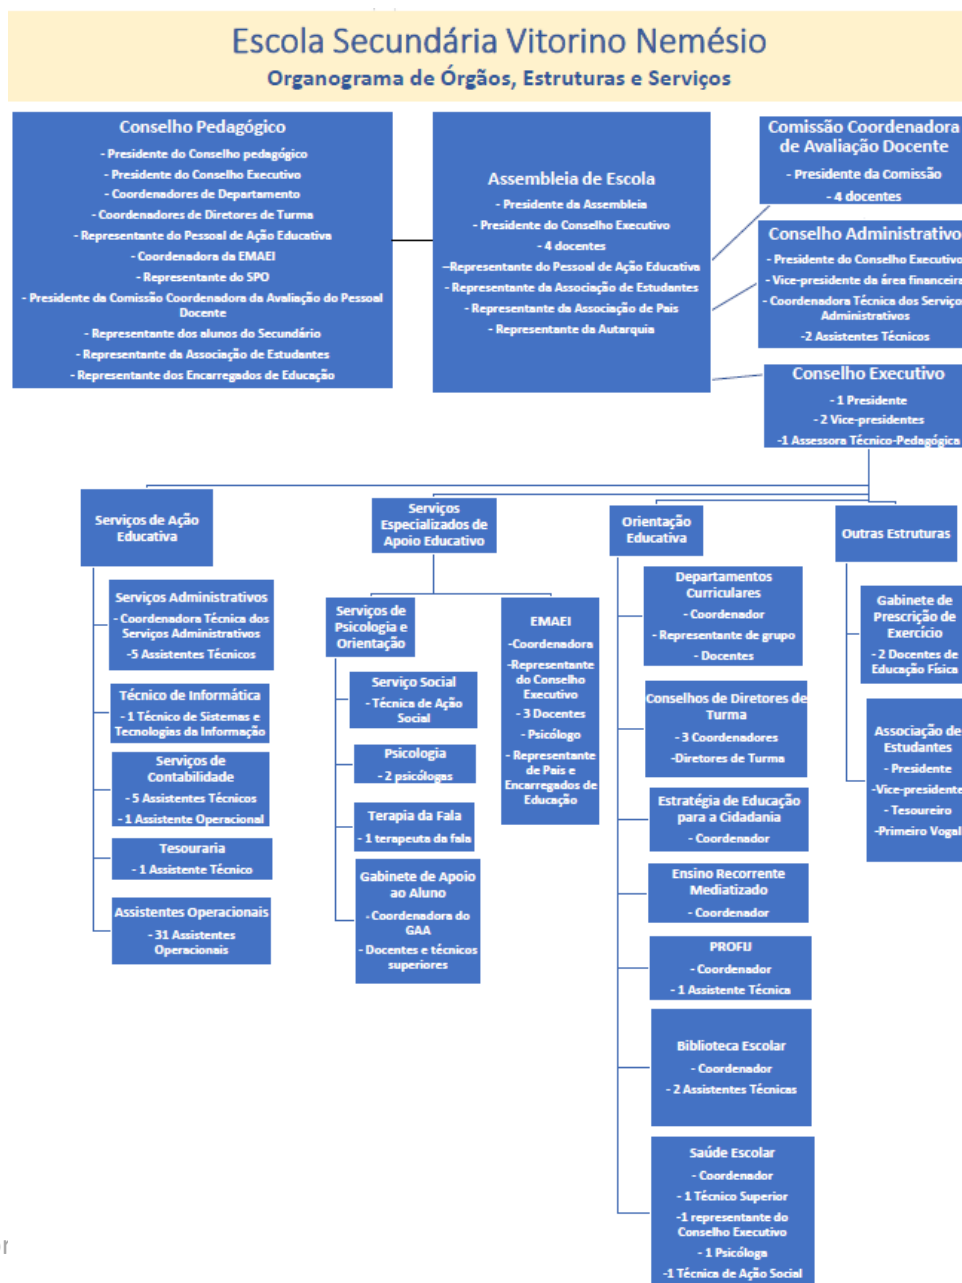 Escola Secundária Vitorino Nemésio
Organograma de Órgãos, Estruturas e Serviços
Conselho Pedagógico
- Presidente do Conselho pedagógico
- Presidente do Conselho Executivo
- Coordenadores de Departamento
- Coordenadores de Diretores de Turma
- Representante do Pessoal de Ação Educativa
- Coordenadora da EMAEI
- Representante do SPO
- Presidente da Comissão Coordenadora da Avaliação do Pessoal
Docente
- Representante dos alunos do Secundário
- Representante da Associação de Estudantes
- Representante dos Encarregados de Educação
Assembleia de Escola
- Presidente da Assembleia
- Presidente do Conselho Executivo
- 4 docentes
–Representante do Pessoal de Ação Educativa
- Representante da Associação de Estudantes
- Representante da Associação de Pais
- Representante da Autarquia
Comissão Coordenadora
de Avaliação Docente
- Presidente da Comissão
- 4 docentes
Conselho Administrativo
- Presidente do Conselho Executivo
- Vice-presidente da área financeira
- Coordenadora Técnica dos Serviços
Administrativos
-2 Assistentes Técnicos
Conselho Executivo
- 1 Presidente
- 2 Vice-presidentes
-1 Assessora Técnico-Pedagógica
Serviços de Ação
Educativa
Serviços Administrativos
- Coordenadora Técnica dos
Serviços Administrativos
-5 Assistentes Técnicos
Técnico de Informática
- 1 Técnico de Sistemas e
Tecnologias da Informação
Serviços de
Contabilidade
- 5 Assistentes Técnicos
- 1 Assistente Operacional
Tesouraria
- 1 Assistente Técnico
Assistentes Operacionais
- 31 Assistentes
Operacionais
Serviços
Especializados de
Apoio Educativo
Serviços de
Psicologia e
Orientação
Serviço Social
- Técnica de Ação
Social
Psicologia
- 2 psicólogas
Terapia da Fala
- 1 terapeuta da fala
Gabinete de Apoio
ao Aluno
- Coordenadora do
GAA
- Docentes e técnicos
superiores
EMAEI
-Coordenadora
-Representante
do Conselho
Executivo
- 3 Docentes
- Psicólogo
- Representante
de Pais e
Encarregados de
Educação
Orientação
Educativa
Departamentos
Curriculares
- Coordenador
- Representante de grupo
- Docentes
Conselhos de Diretores de
Turma
- 3 Coordenadores
-Diretores de Turma
Estratégia de Educação
para a Cidadania
- Coordenador
Ensino Recorrente
Mediatizado
- Coordenador
PROFIJ
- Coordenador
- 1 Assistente Técnica
Biblioteca Escolar
- Coordenador
- 2 Assistentes Técnicas
Saúde Escolar
- Coordenador
- 1 Técnico Superior
-1 representante do
Conselho Executivo
- 1 Psicóloga
-1 Técnica de Ação Social
Outras Estruturas
Gabinete de
Prescrição de
Exercício
- 2 Docentes de
Educação Física
Associação de
Estudantes
- Presidente
-Vice-presidente
- Tesoureiro
-Primeiro Vogal